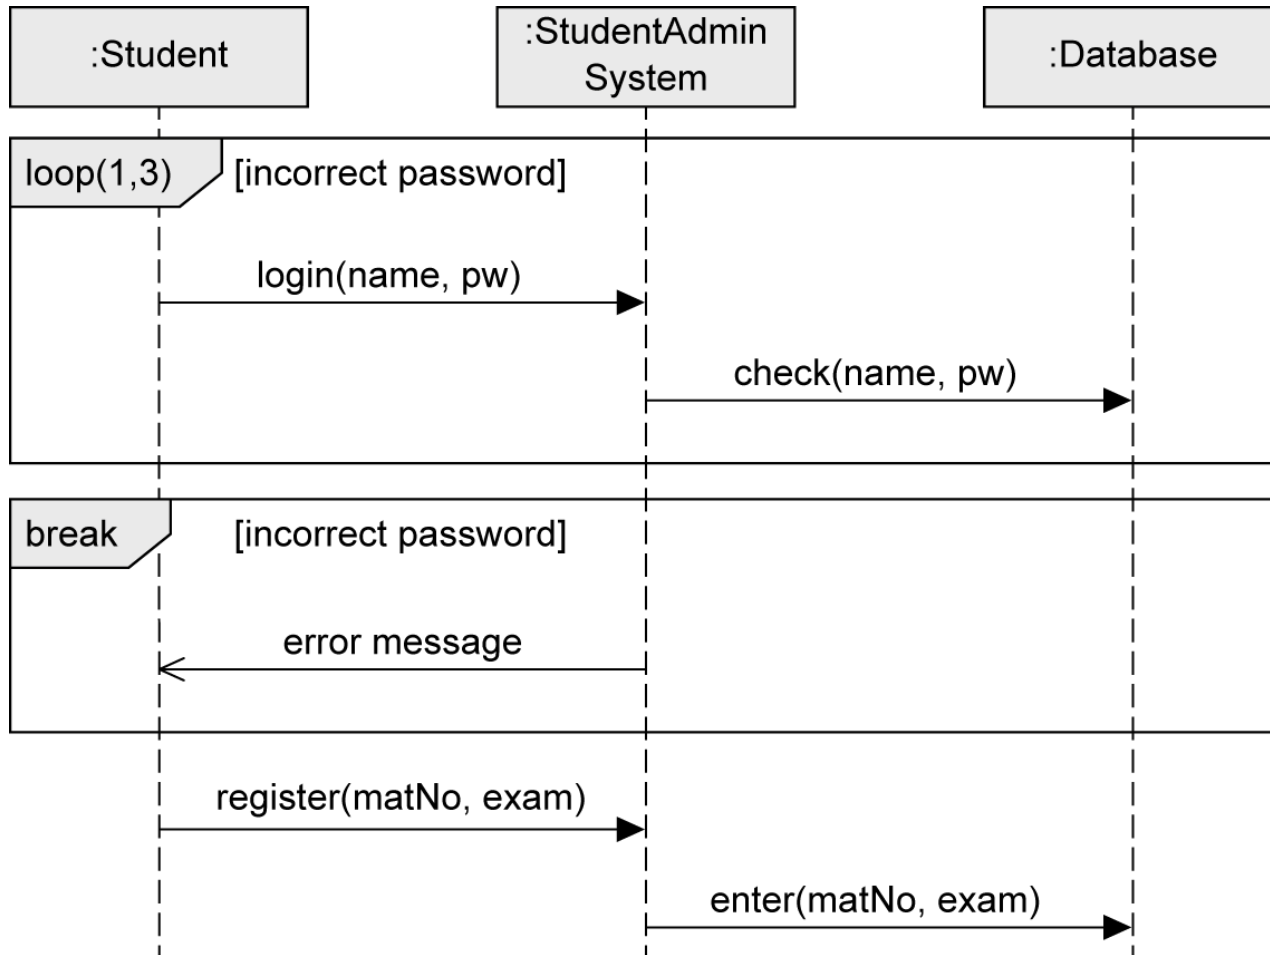 :Student
:StudentAdmin
System
:Database
loop(1,3)
[incorrect password]
login(name, pw)
check(name, pw)
break
[incorrect password]
error message
register(matNo, exam)
enter(matNo, exam)